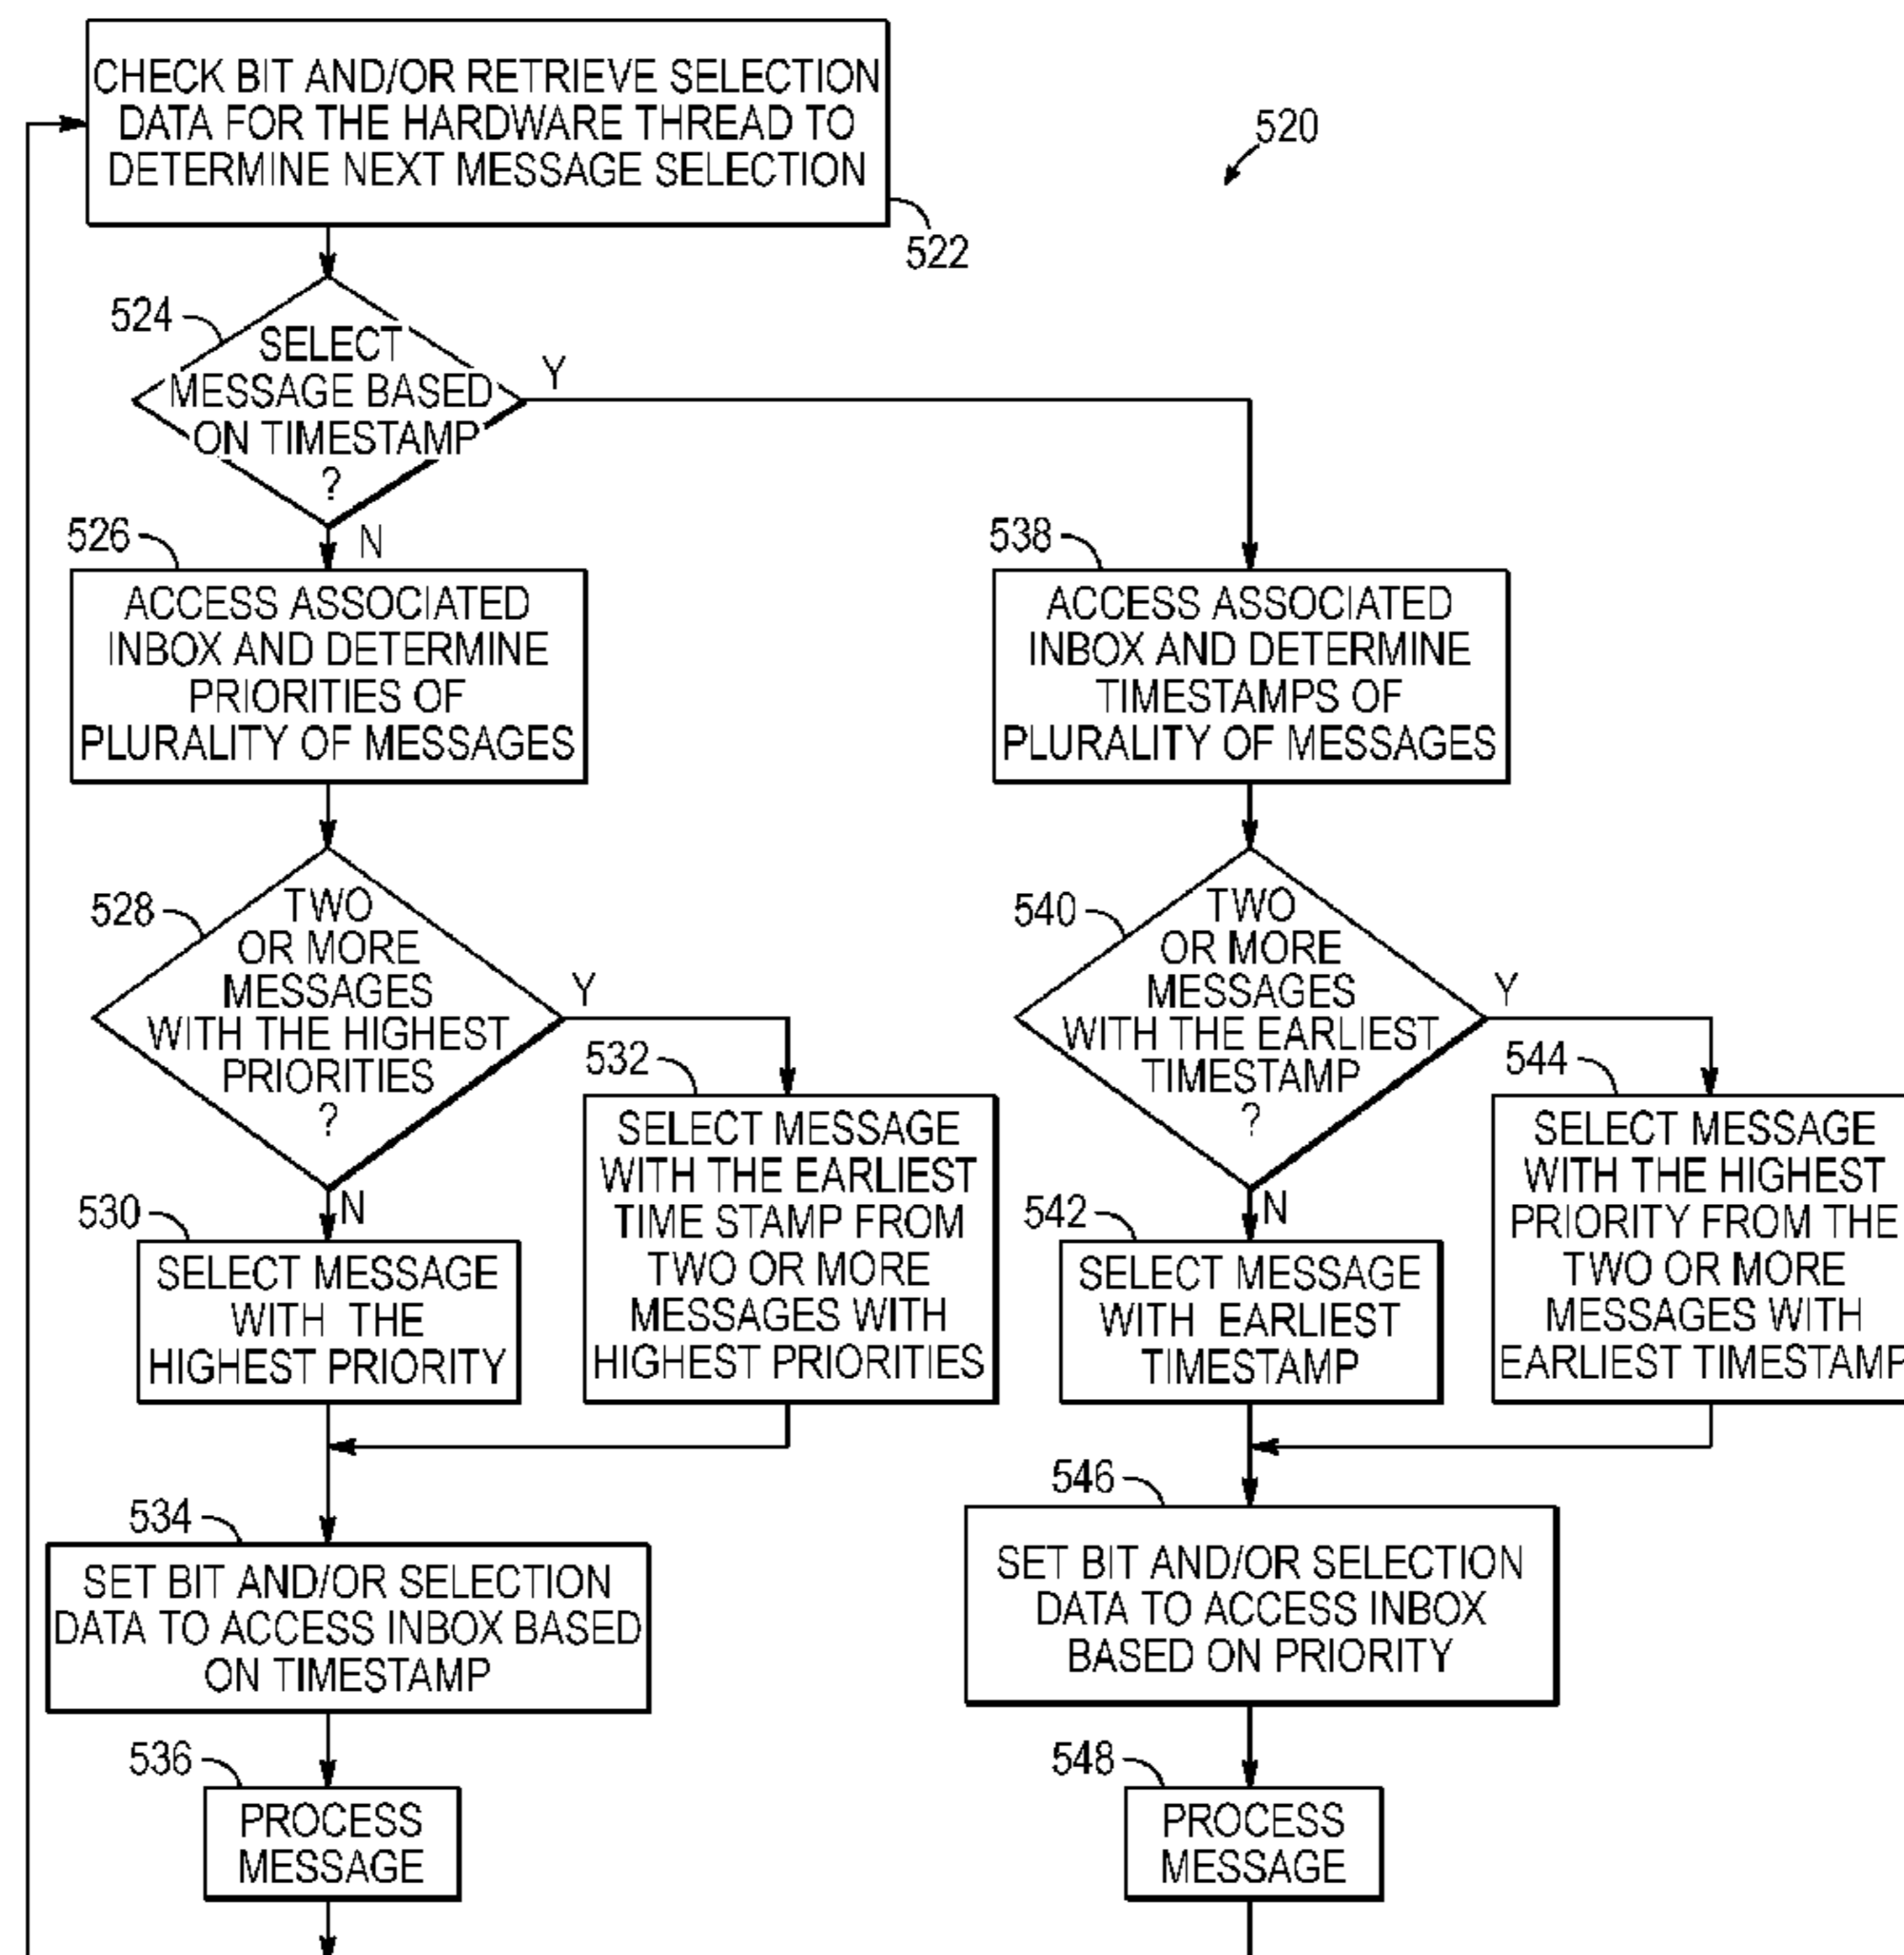 CHECK BIT AND/OR RETRIEVE SELECTION
DATA FOR THE HARDWARE THREAD TO
DETERMINE NEXT MESSAGE SELECTION
520
522
524
SELECT
MESSAGE BASED
ON TIMESTAMP
?
Y
N
526
ACCESS ASSOCIATED
INBOX AND DETERMINE
PRIORITIES OF
PLURALITY OF MESSAGES
538
ACCESS ASSOCIATED
INBOX AND DETERMINE
TIMESTAMPS OF
PLURALITY OF MESSAGES
528
TWO
OR MORE
MESSAGES
WITH THE HIGHEST
PRIORITIES
?
Y
N
532
SELECT MESSAGE
WITH THE EARLIEST
TIME STAMP FROM
TWO OR MORE
MESSAGES WITH
HIGHEST PRIORITIES
530
SELECT MESSAGE
WITH THE
HIGHEST PRIORITY
540
TWO
OR MORE
MESSAGES
WITH THE EARLIEST
TIMESTAMP
?
Y
N
544
SELECT MESSAGE
WITH THE HIGHEST
PRIORITY FROM THE
TWO OR MORE
MESSAGES WITH
EARLIEST TIMESTAMP
542
SELECT MESSAGE
WITH EARLIEST
TIMESTAMP
534
SET BIT AND/OR SELECTION
DATA TO ACCESS INBOX BASED
ON TIMESTAMP
546
SET BIT AND/OR SELECTION
DATA TO ACCESS INBOX
BASED ON PRIORITY
536
PROCESS
MESSAGE
548
PROCESS
MESSAGE